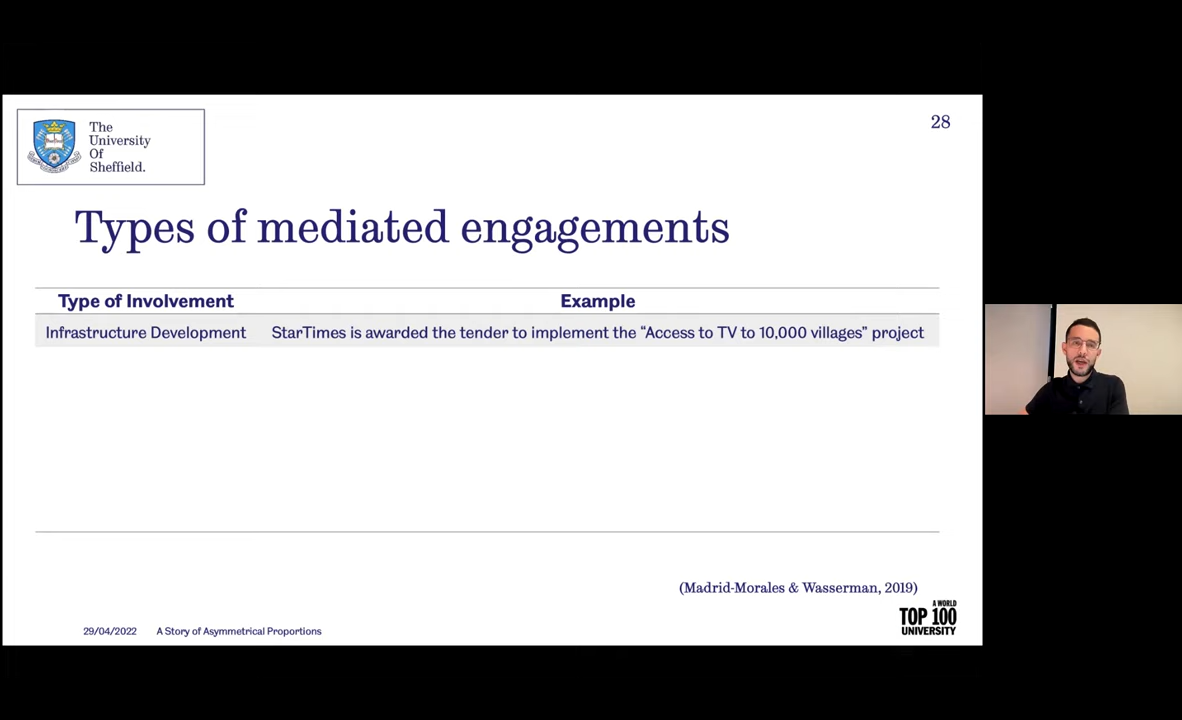 The
University
Of
Sheffield.
28
Types of mediated engagements
Type of Involvement Example
Infrastructure Development StarTimes is awarded the tender to implement the “Access to TV to 10,000 villages” project
(Madrid-Morales & Wasserman, 2019)
A WORLD
TOP 100
UNIVERSITY
29/04/2022 A Story of Asymmetrical Proportions